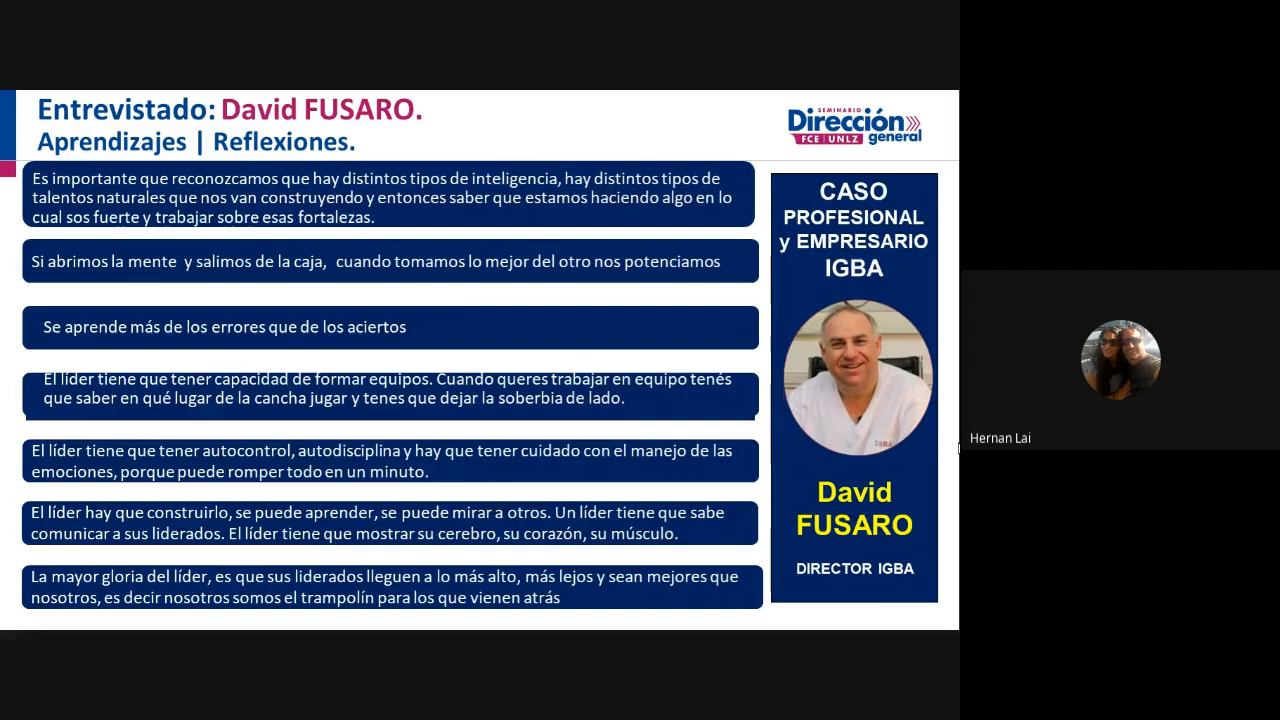 Entrevistado: David FUSARO.
Aprendizajes | Reflexiones.
SEMINARIO
Dirección
FCE UNLZ general
Es importante que reconozcamos que hay distintos tipos de inteligencia, hay distintos tipos de
talentos naturales que nos van construyendo y entonces saber que estamos haciendo algo en lo
cual sos fuerte y trabajar sobre esas fortalezas.
Si abrimos la mente y salimos de la caja, cuando tomamos lo mejor del otro nos potenciamos
Se aprende más de los errores que de los aciertos
El líder tiene que tener capacidad de formar equipos. Cuando queres trabajar en equipo tenés
que saber en qué lugar de la cancha jugar y tenes que dejar la soberbia de lado.
El líder tiene que tener autocontrol, autodisciplina y hay que tener cuidado con el manejo de las
emociones, porque puede romper todo en un minuto.
El líder hay que construirlo, se puede aprender, se puede mirar a otros. Un líder tiene que sabe
comunicar a sus liderados. El líder tiene que mostrar su cerebro, su corazón, su músculo.
La mayor gloria del líder, es que sus liderados lleguen a lo más alto, más lejos y sean mejores que
nosotros, es decir nosotros somos el trampolín para los que vienen atrás
CASO
PROFESIONAL
y EMPRESARIO
IGBA
IGBA
David
FUSARO
DIRECTOR IGBA
Hernan Lai